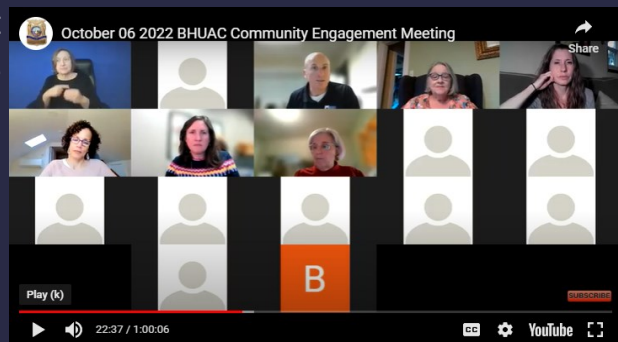 October 06 2022 BHUAC Community Engagement Meeting
Share
B
Play (k)
SUBSCRIBE
22:37 / 1:00:06
CC
YouTube